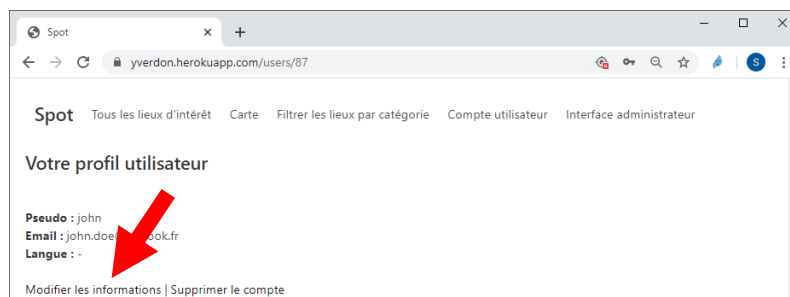 Spot
yverdon.herokuapp.com/users/87
S
Spot Tous les lieux d'intérêt Carte Filtrer les lieux par catégorie Compte utilisateur Interface administrateur
Votre profil utilisateur
Pseudo : john
Email :
Langue : -
Modifier les informations | Supprimer le compte